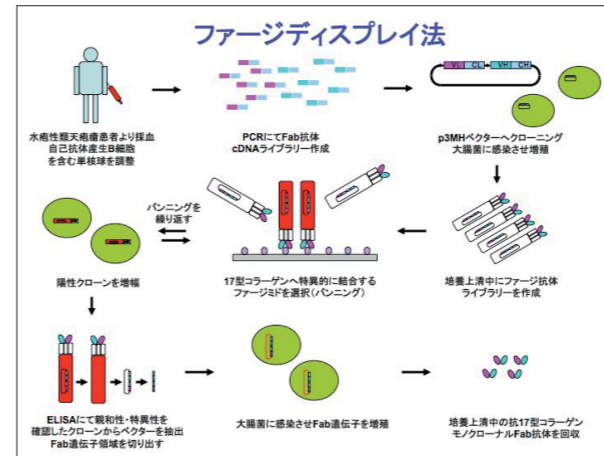 ファージディスプレイ法
水疱性類天疱瘡患者より採血
自己抗体産生B細胞
を含む単核球を調整
PCRにてFab抗体
cDNAライブラリー作成
VL CL VH CH
p3MHベクターへクローニング
大腸菌に感染させ増殖
パンニングを
繰り返す
陽性クローンを増幅
17型コラーゲンへ特異的に結合する
ファージミドを選択(パンニング)
培養上清中にファージ抗体
ライブラリーを作成
ELISAにて親和性・特異性を
確認したクローンからベクターを抽出
Fab遺伝子領域を切り出す
大腸菌に感染させFab遺伝子を増殖
培養上清中の抗17型コラーゲン
モノクローナルFab抗体を回収